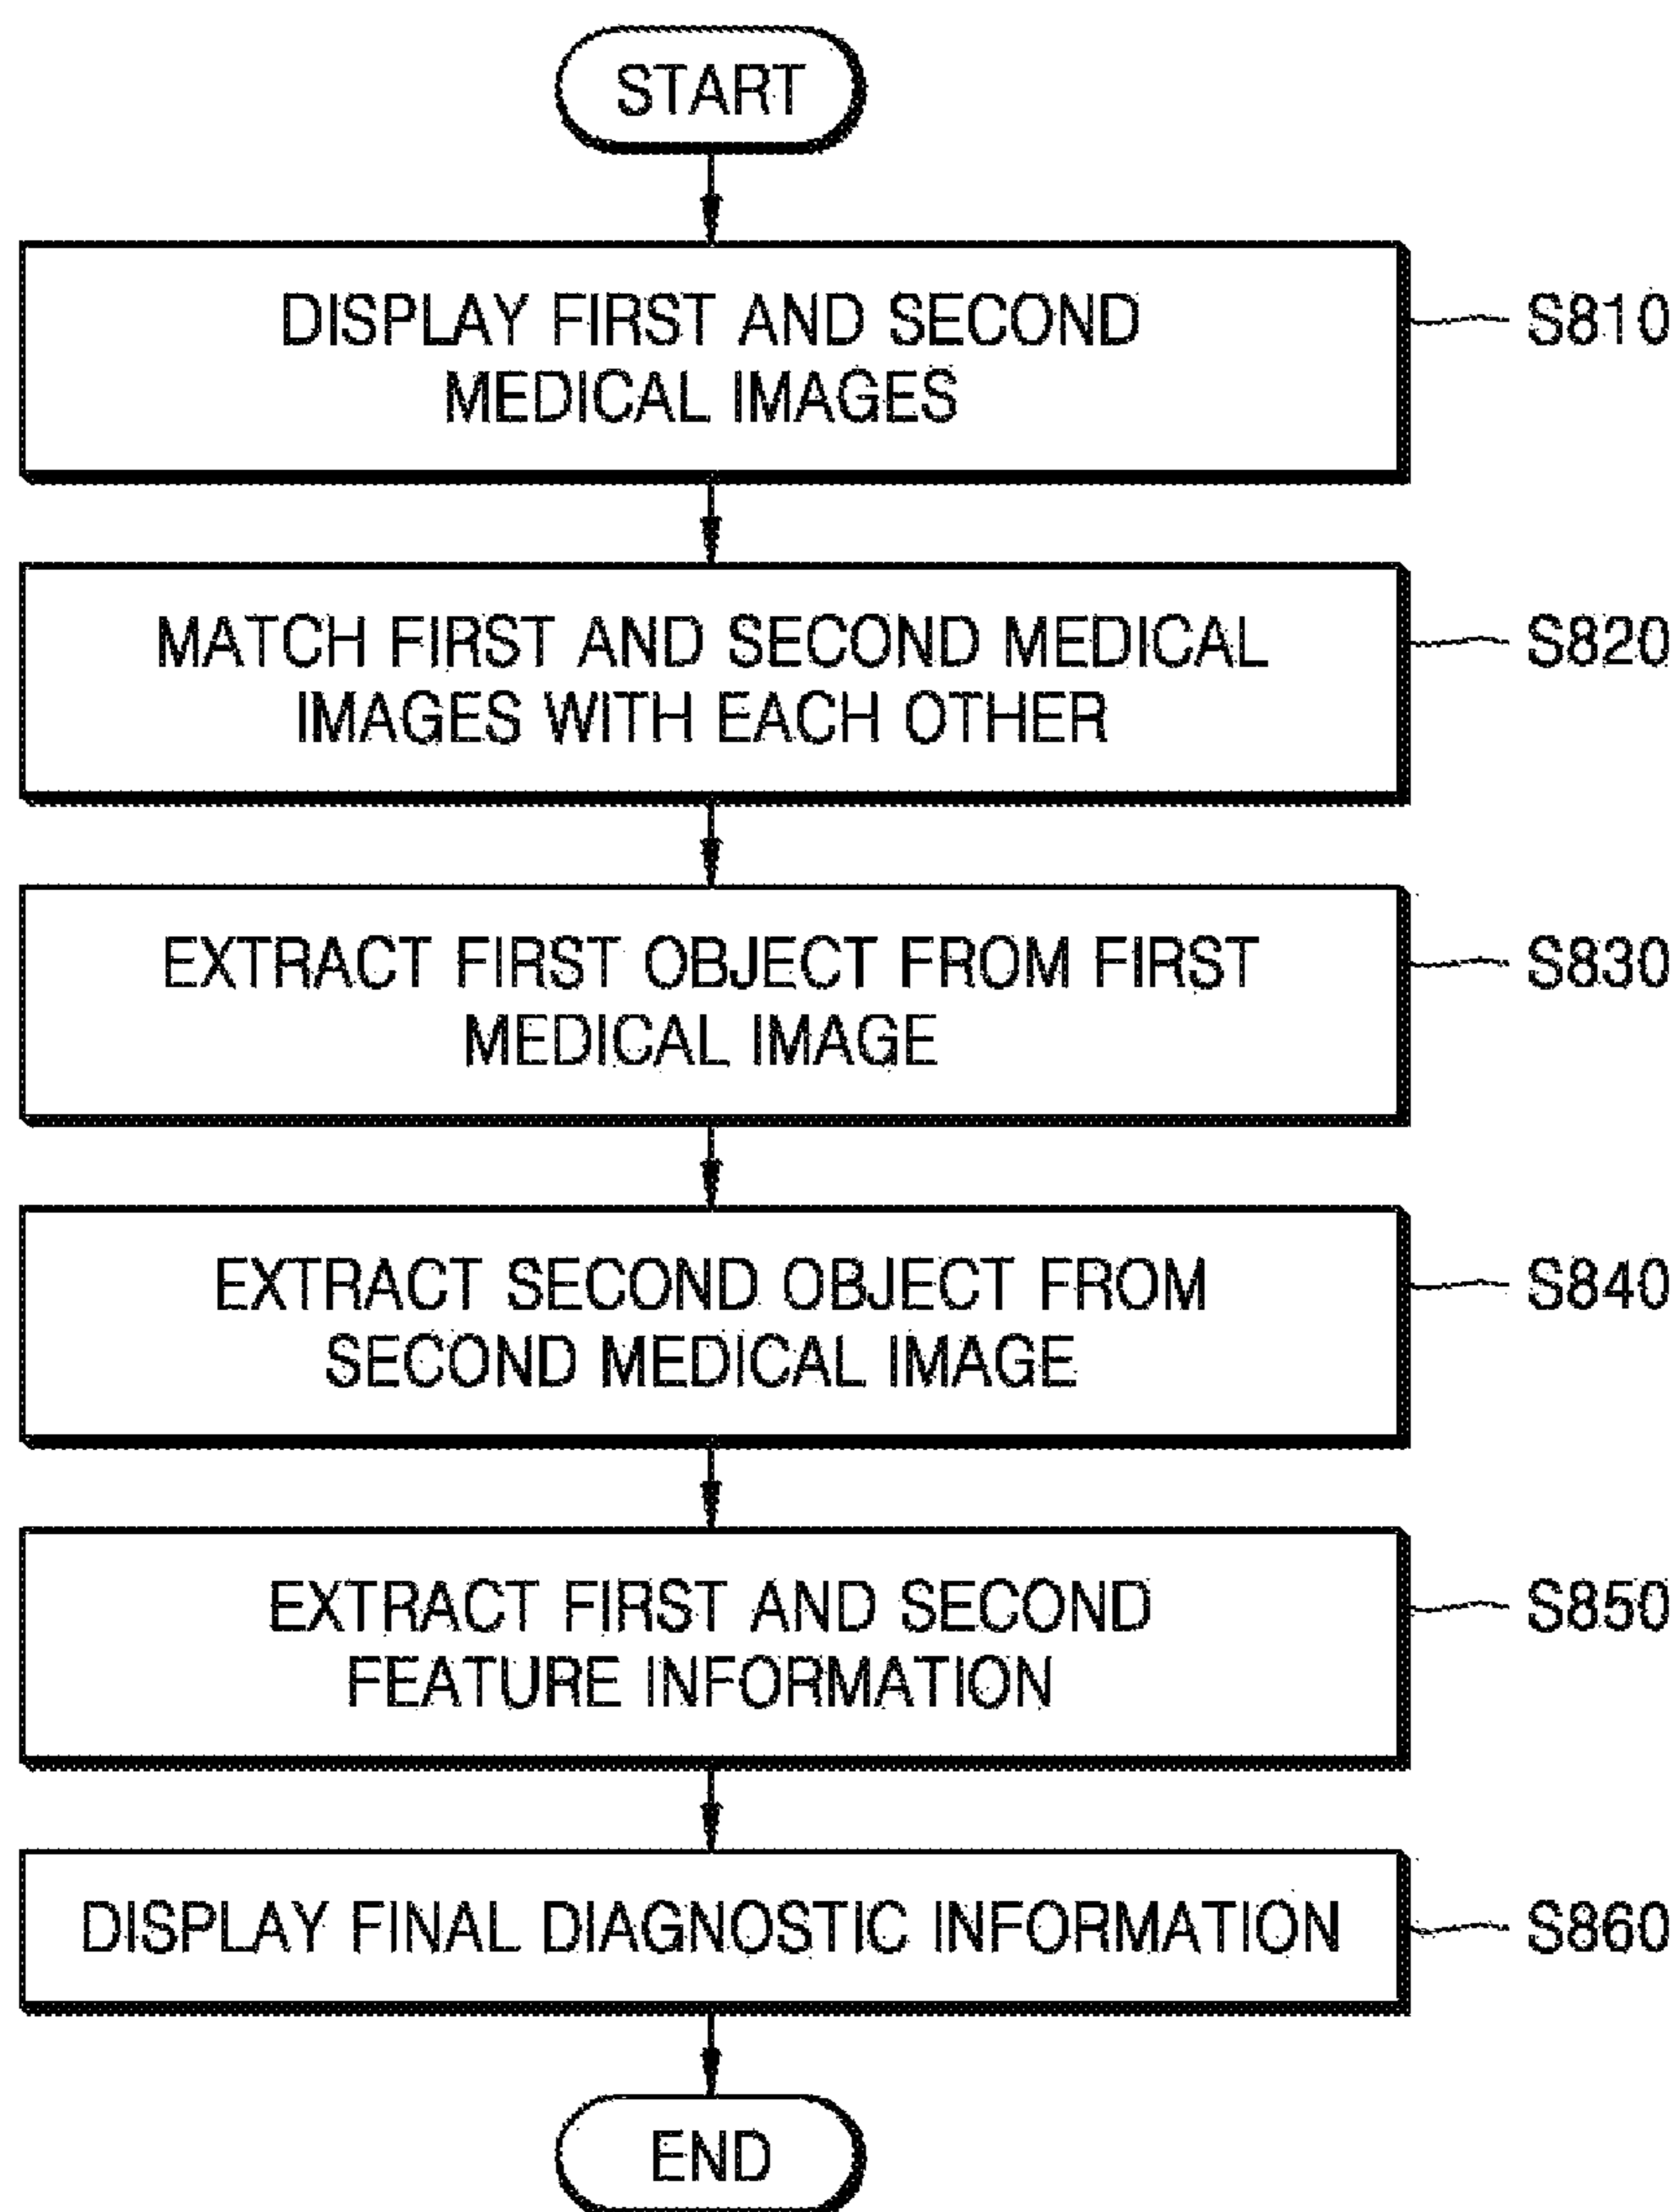 START
DISPLAY FIRST AND SECOND
MEDICAL IMAGES
S810
MATCH FIRST AND SECOND MEDICAL
IMAGES WITH EACH OTHER
S820
EXTRACT FIRST OBJECT FROM FIRST
MEDICAL IMAGE
S830
EXTRACT SECOND OBJECT FROM
SECOND MEDICAL IMAGE
S840
EXTRACT FIRST AND SECOND
FEATURE INFORMATION
S850
DISPLAY FINAL DIAGNOSTIC INFORMATION
S860
END